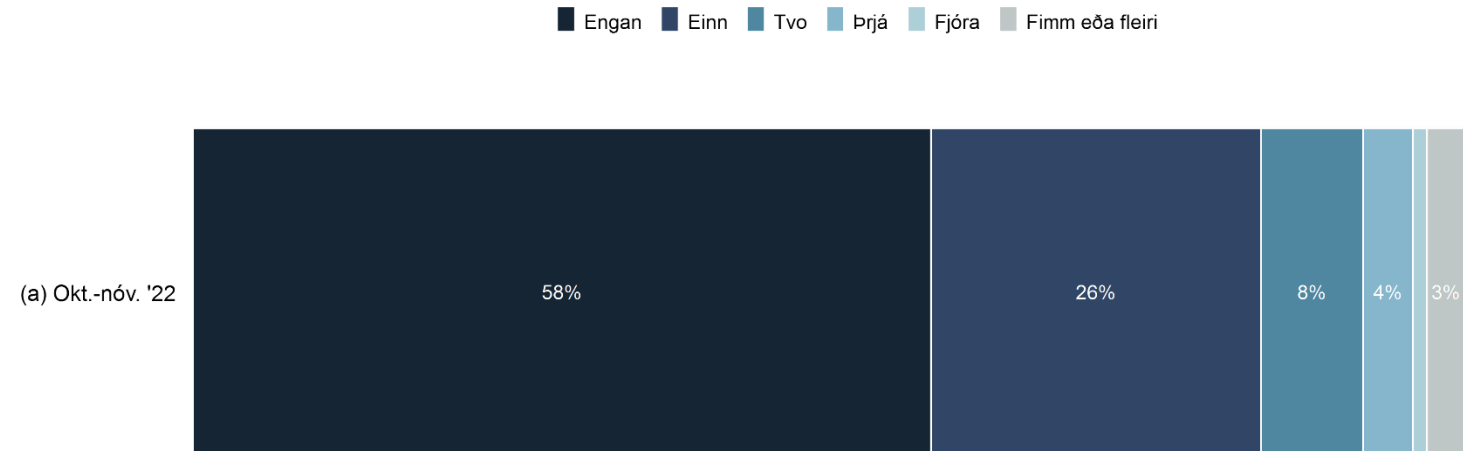 Engan Einn Tvo Þrjá Fjóra Fimm eða fleiri
(a) Okt.-nóv. '22 58% 26% 8% 4% 3%